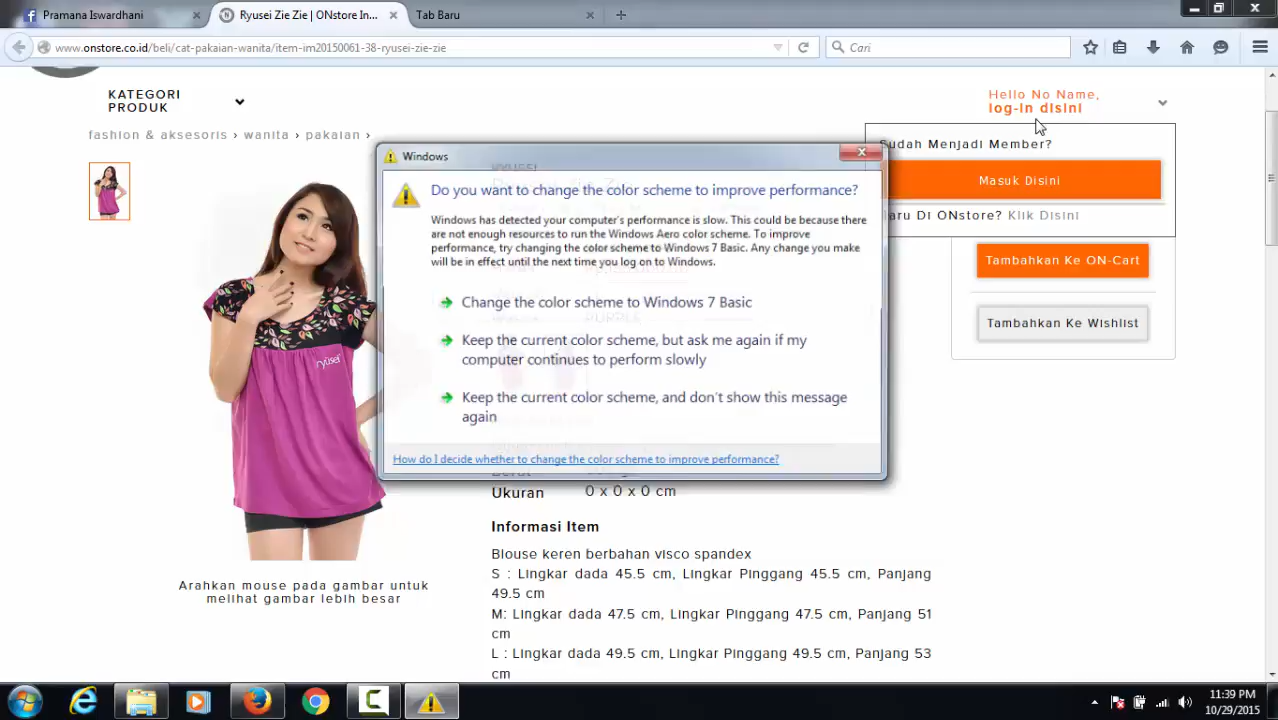 Pramana Iswardhani
Ryusei Zie Zie | ONstore In...
Tab Baru
www.onstore.co.id/beli/cat-pakaian-wanita/item-im20150061-38-ryusei-zie-zie
Cari
KATEGORI
PRODUK
Hello No Name,
log-in disini
fashion & aksesoris › wanita › pakaian ›
Sudah Menjadi Member?
Masuk Disini
aru Di ONstore? Klik Disini
Tambahkan Ke ON-Cart
Tambahkan Ke Wishlist
Windows
Do you want to change the color scheme to improve performance?
Windows has detected your computer's performance is slow. This could be because there
are not enough resources to run the Windows Aero color scheme. To improve
performance, try changing the color scheme to Windows 7 Basic. Any change you make
will be in effect until the next time you log on to Windows.
Change the color scheme to Windows 7 Basic
PURPLE
Keep the current color scheme, but ask me again if my
computer continues to perform slowly
Keep the current color scheme, and don't show this message
again
How do I decide whether to change the color scheme to improve performance?
ryusei
Berat
Ukuran 0 x 0 x 0 cm
Informasi Item
Blouse keren berbahan visco spandex
S : Lingkar dada 45.5 cm, Lingkar Pinggang 45.5 cm, Panjang
49.5 cm
M: Lingkar dada 47.5 cm, Lingkar Pinggang 47.5 cm, Panjang 51
cm
L : Lingkar dada 49.5 cm, Lingkar Pinggang 49.5 cm, Panjang 53
cm
Arahkan mouse pada gambar untuk
melihat gambar lebih besar
11:39 PM
10/29/2015